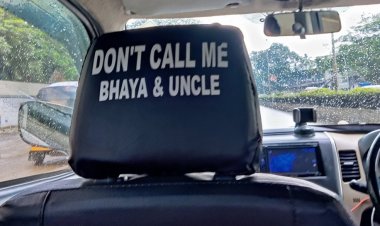 DON'T CALL ME
BHAYA & UNCLE